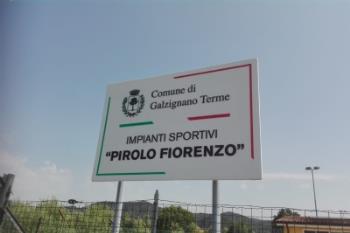 Comune di
Galzignano Terme
IMPIANTI SPORTIVI
"PIROLO FIORENZO"